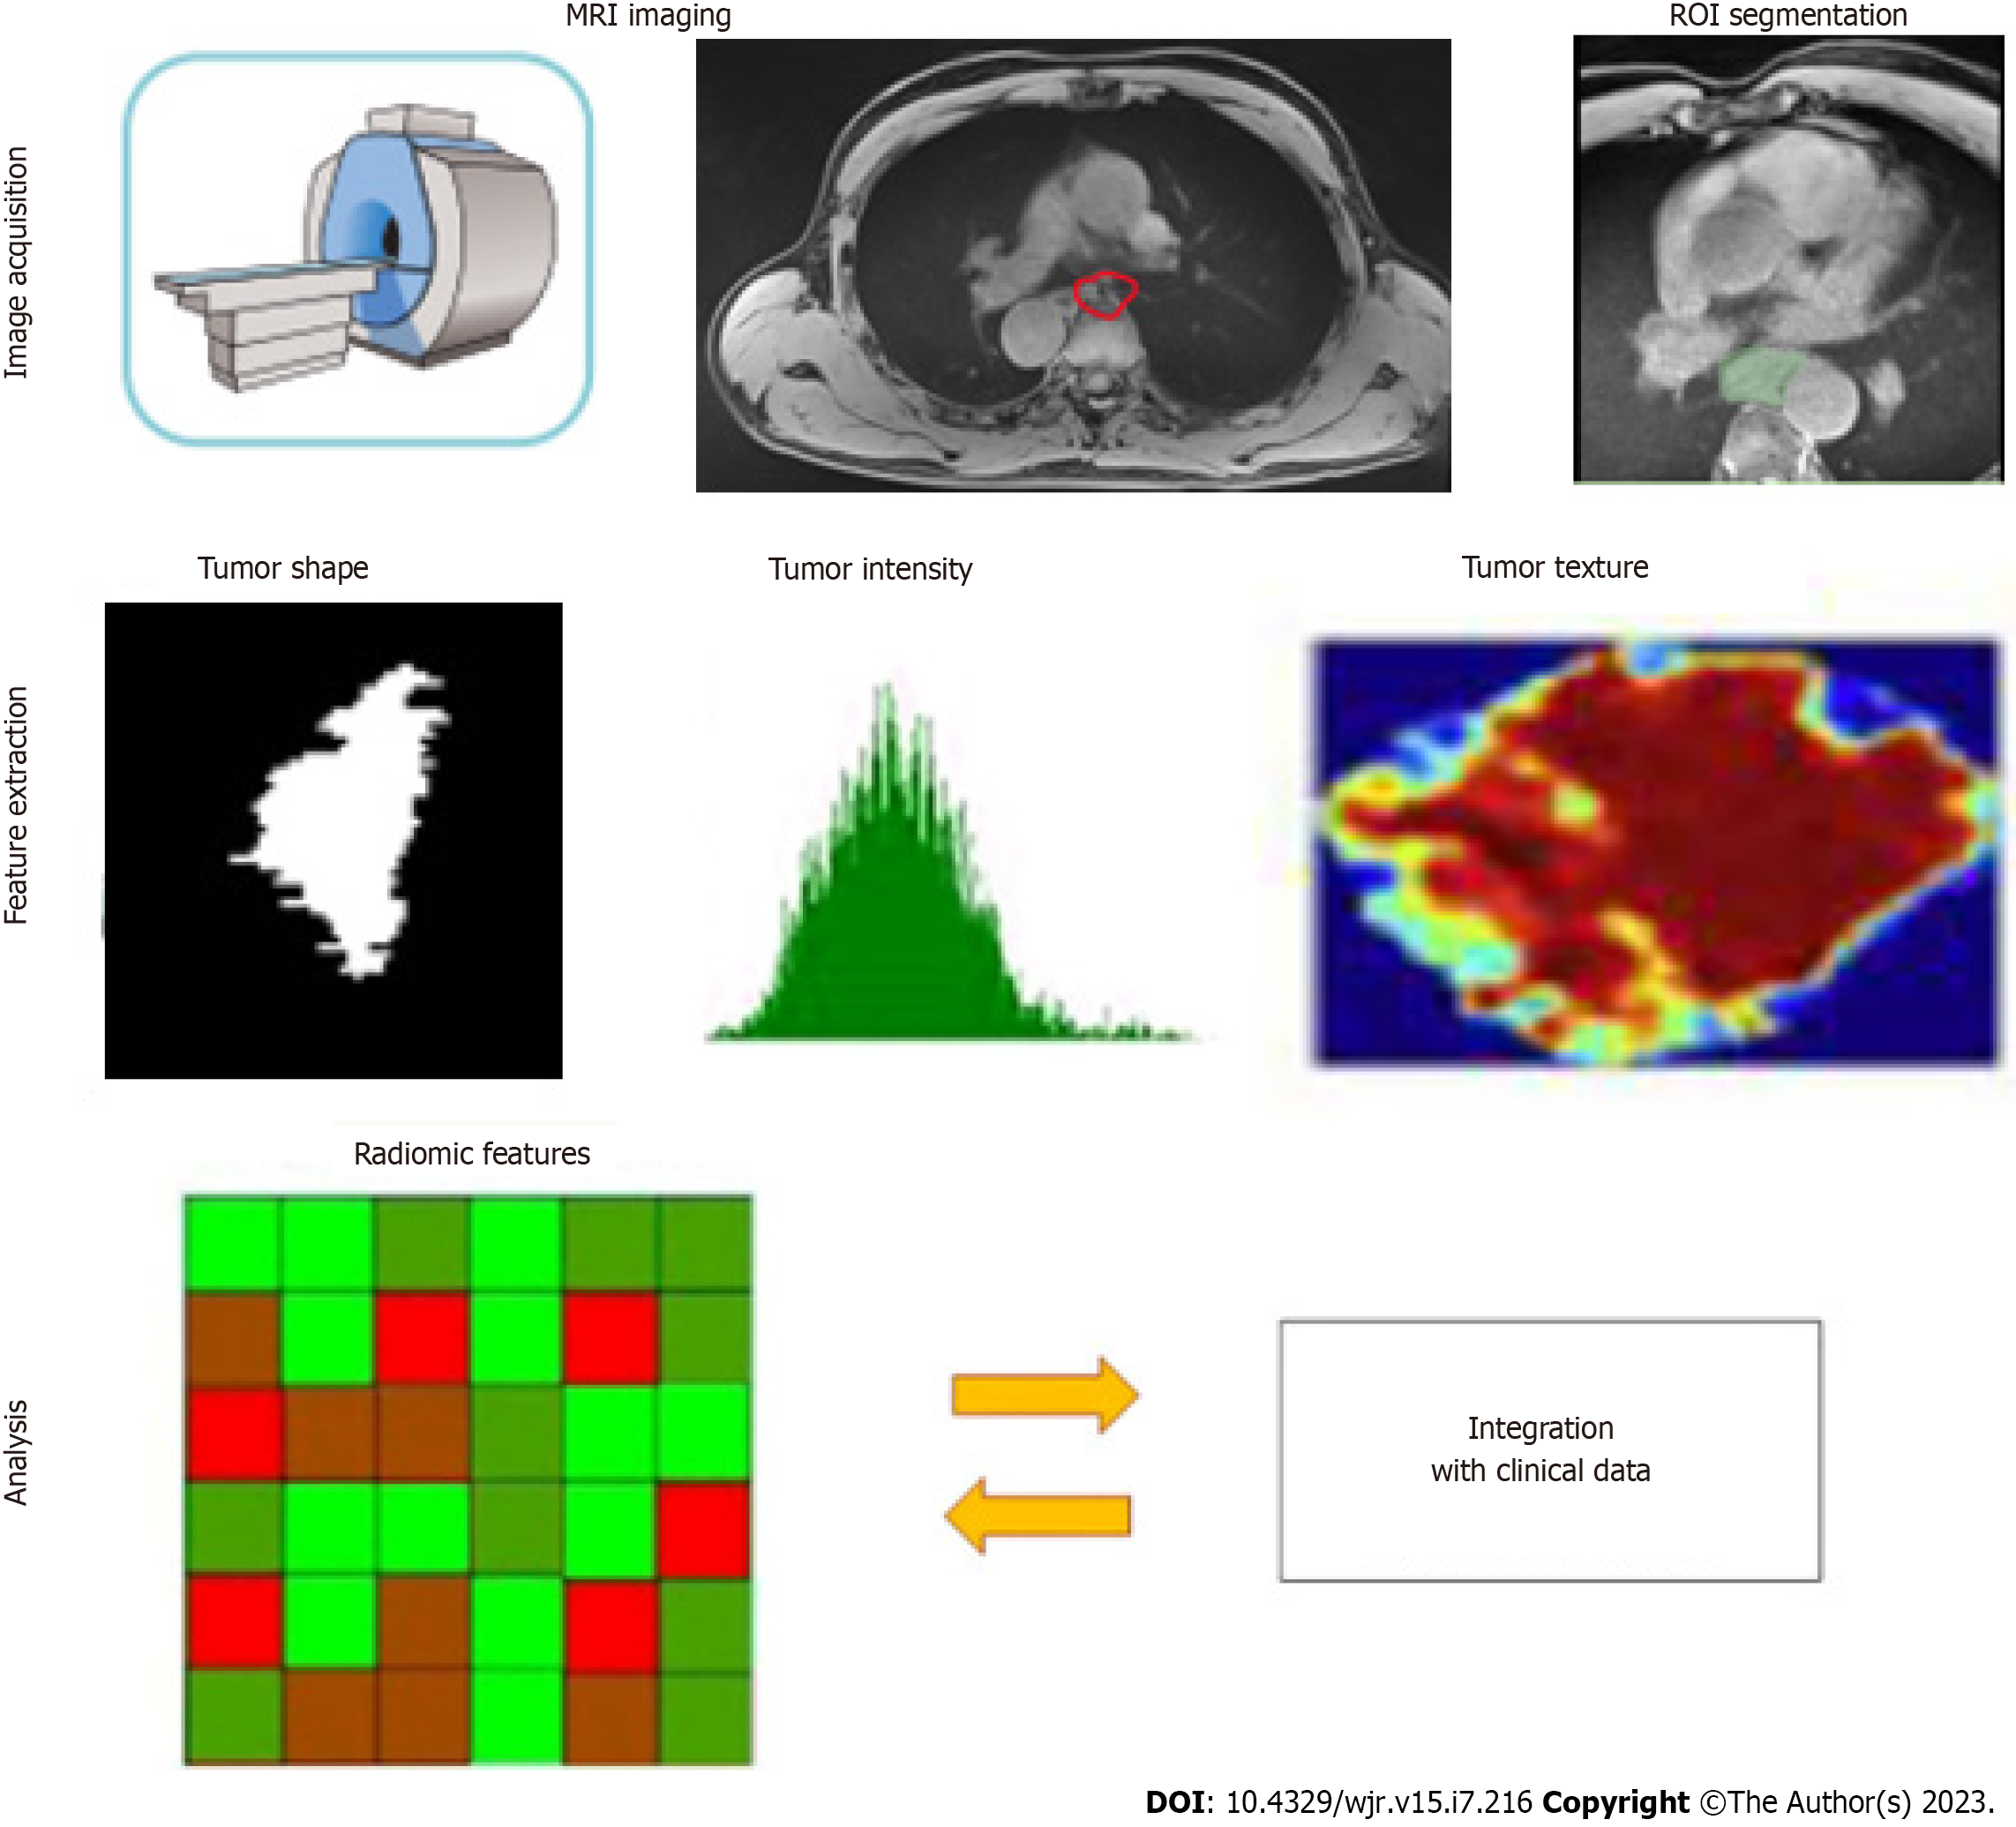 MRI imaging
ROI segmentation
Image acquisition
Tumor shape
Tumor intensity
Tumor texture
Feature extraction
Radiomic features
Analysis
Integration
with clinical data
DOI: 10.4329/wjr.v15.i7.216 Copyright ©The Author(s) 2023.